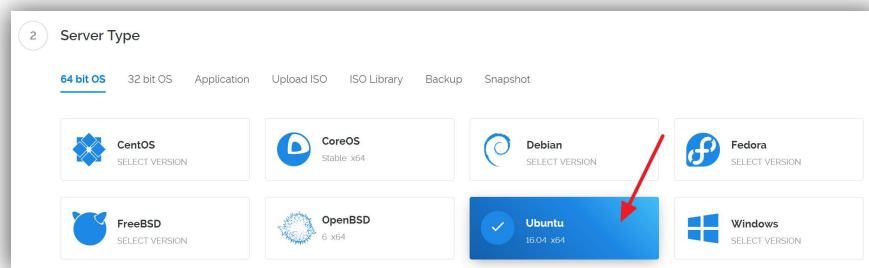 2 Server Type
64 bit OS 32 bit OS Application Upload ISO ISO Library Backup Snapshot
CentOS CoreOS Debian Fedora
SELECT VERSION Stable x64 SELECT VERSION SELECT VERSION
FreeBSD OpenBSD Ubuntu Windows
SELECT VERSION 6 x64 16.04 x64 SELECT VERSION